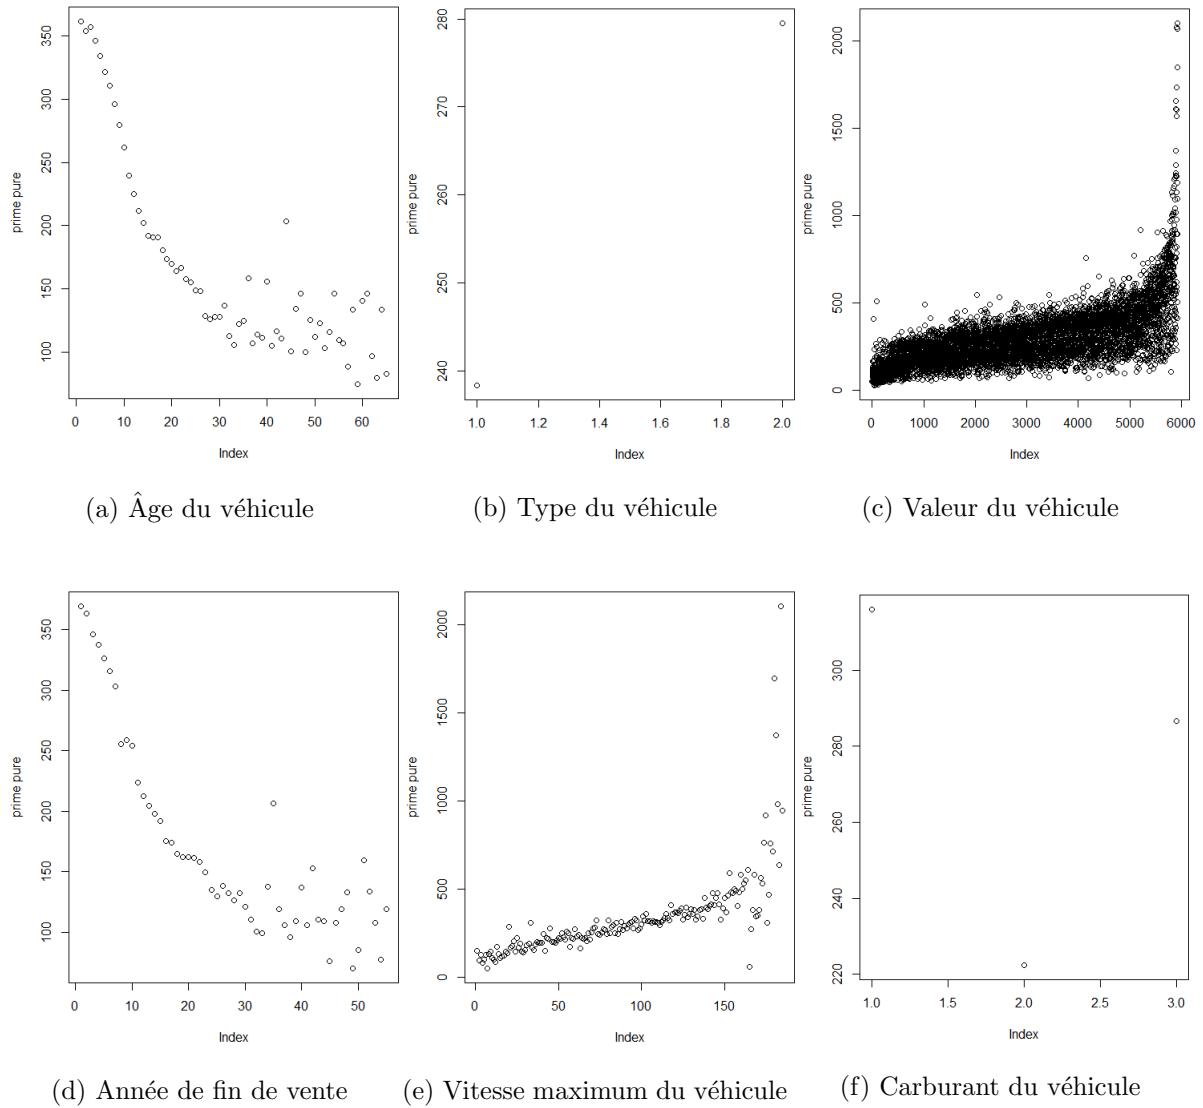 350
300
250
200
150
100
prime pure
0 10 20 30 40 50 60
Index
(a) Âge du véhicule
280
270
260
250
240
prime pure
1.0 1.2 1.4 1.6 1.8 2.0
Index
(b) Type du véhicule
2000
1500
1000
500
0
prime pure
0 1000 2000 3000 4000 5000 6000
Index
(c) Valeur du véhicule
350
300
250
200
150
100
prime pure
0 10 20 30 40 50
Index
(d) Année de fin de vente
2000
1500
1000
500
0
prime pure
0 50 100 150
Index
(e) Vitesse maximum du véhicule
300
280
260
240
220
prime pure
1.0 1.5 2.0 2.5 3.0
Index
(f) Carburant du véhicule